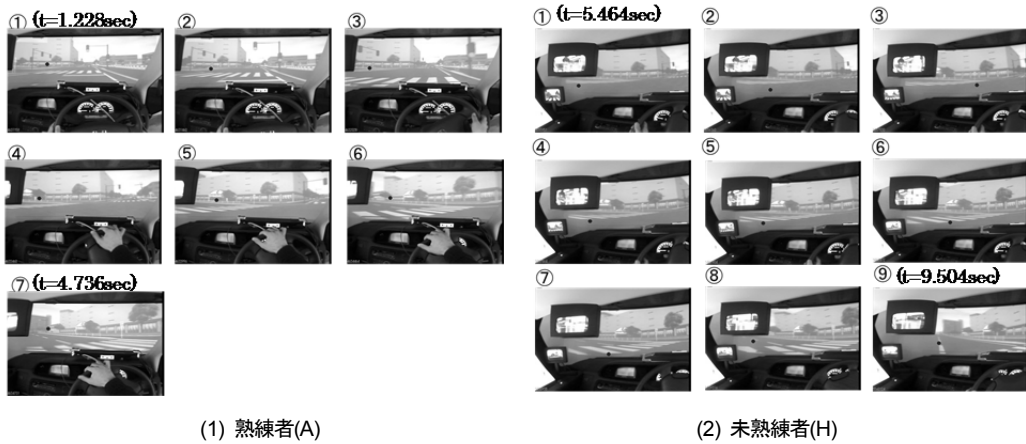 ① (t=1.228sec)
②
③
④
⑤
⑥
⑦ (t=4.736sec)
(1) 熟練者(A)
① (t=5.464sec)
②
③
④
⑤
⑥
⑦
⑧
⑨ (t=9.504sec)
(2) 未熟練者(H)